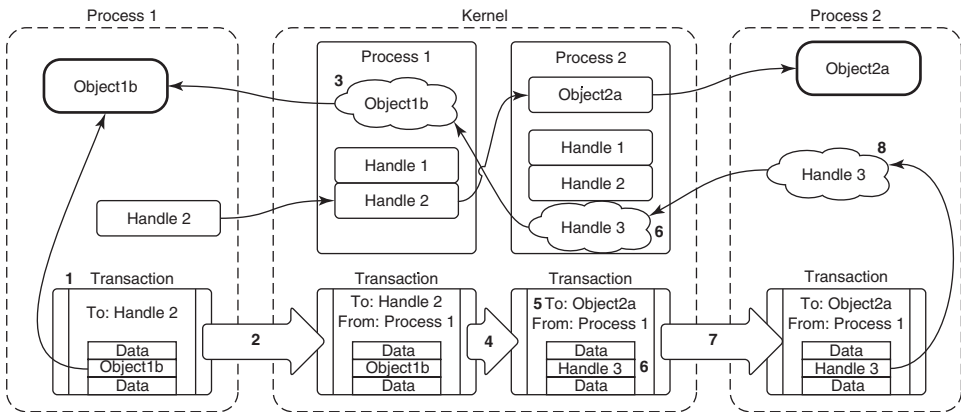 Process 1
Kernel
Process 2
Process 1
Process 2
Object1b
3
Object1b
Object2a
Object2a
Handle 1
Handle 2
Handle 1
Handle 2
Handle 2
Handle 3
6
Handle 3
8
1
Transaction
To: Handle 2
Data
Object1b
Data
2
Transaction
To: Handle 2
From: Process 1
Data
Object1b
Data
4
Transaction
5 To: Object2a
From: Process 1
Data
Handle 3
6
Data
7
Transaction
To: Object2a
From: Process 1
Data
Handle 3
Data